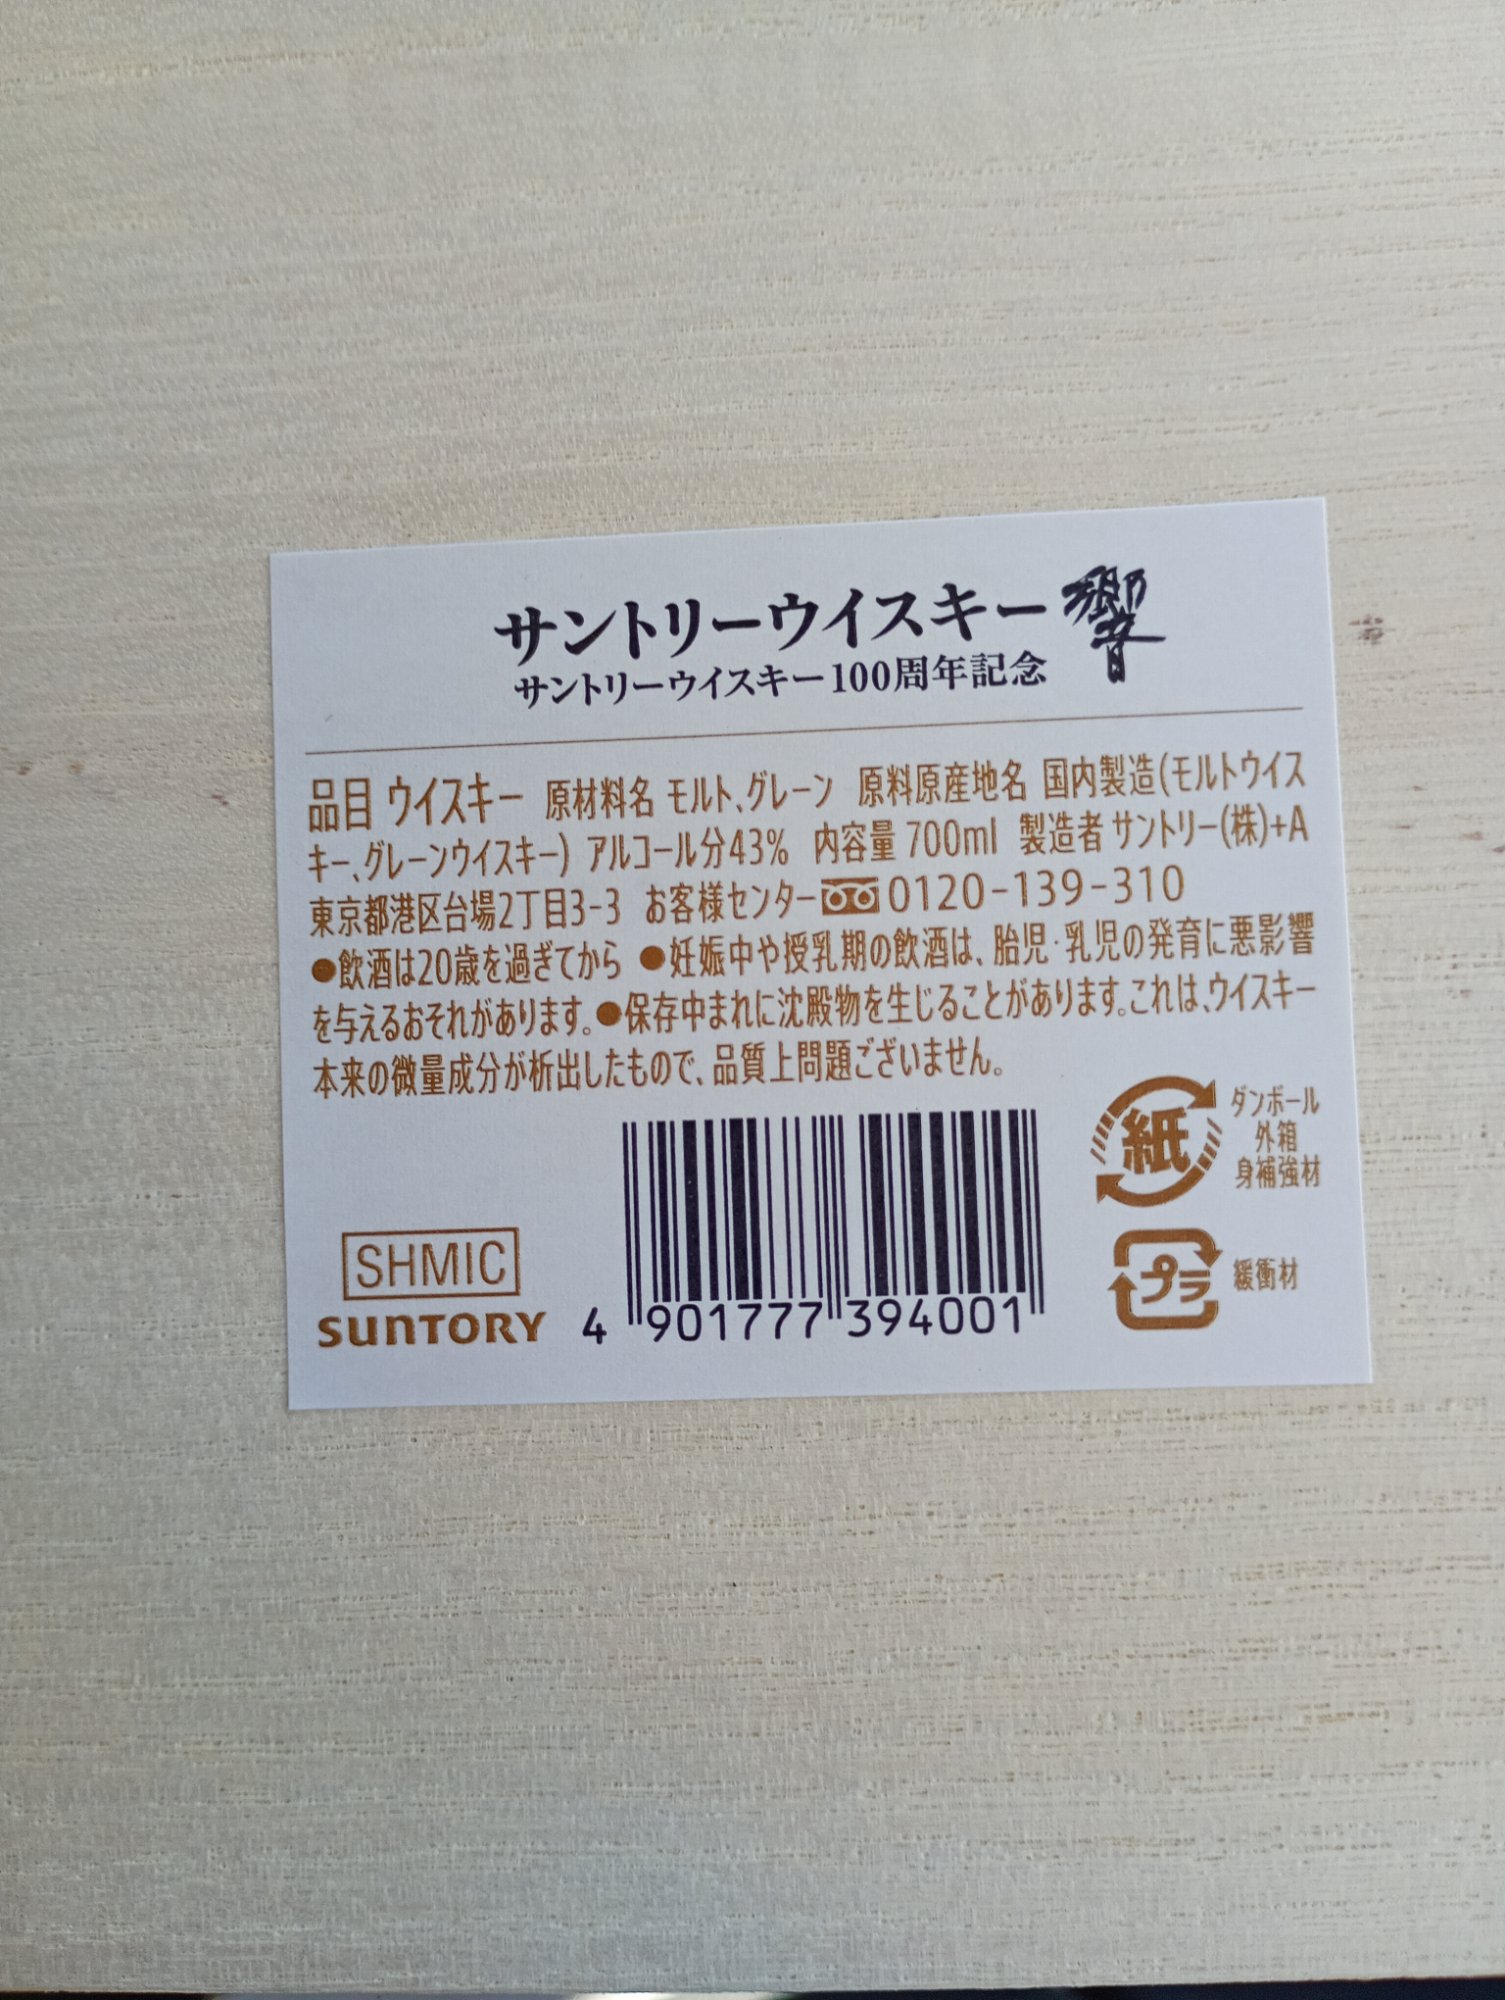 サントリーウイスキー 響
サントリーウイスキー100周年記念
品目 ウイスキー 原材料名 モルト、グレーン 原料原産地名 国内製造(モルトウイス
キー、グレーンウイスキー) アルコール分43% 内容量 700ml 製造者 サントリー(株)+A
東京都港区台場2丁目3-3 お客様センター 0120-139-310
●飲酒は20歳を過ぎてから ●妊娠中や授乳期の飲酒は、胎児・乳児の発育に悪影響
を与えるおそれがあります。●保存中まれに沈殿物を生じることがあります。これは、ウイスキー
本来の微量成分が析出したもので、品質上問題ございません。
紙
ダンボール
外箱
身補強材
SHMIC
SUNTORY
4 901777 394001
プラ
緩衝材